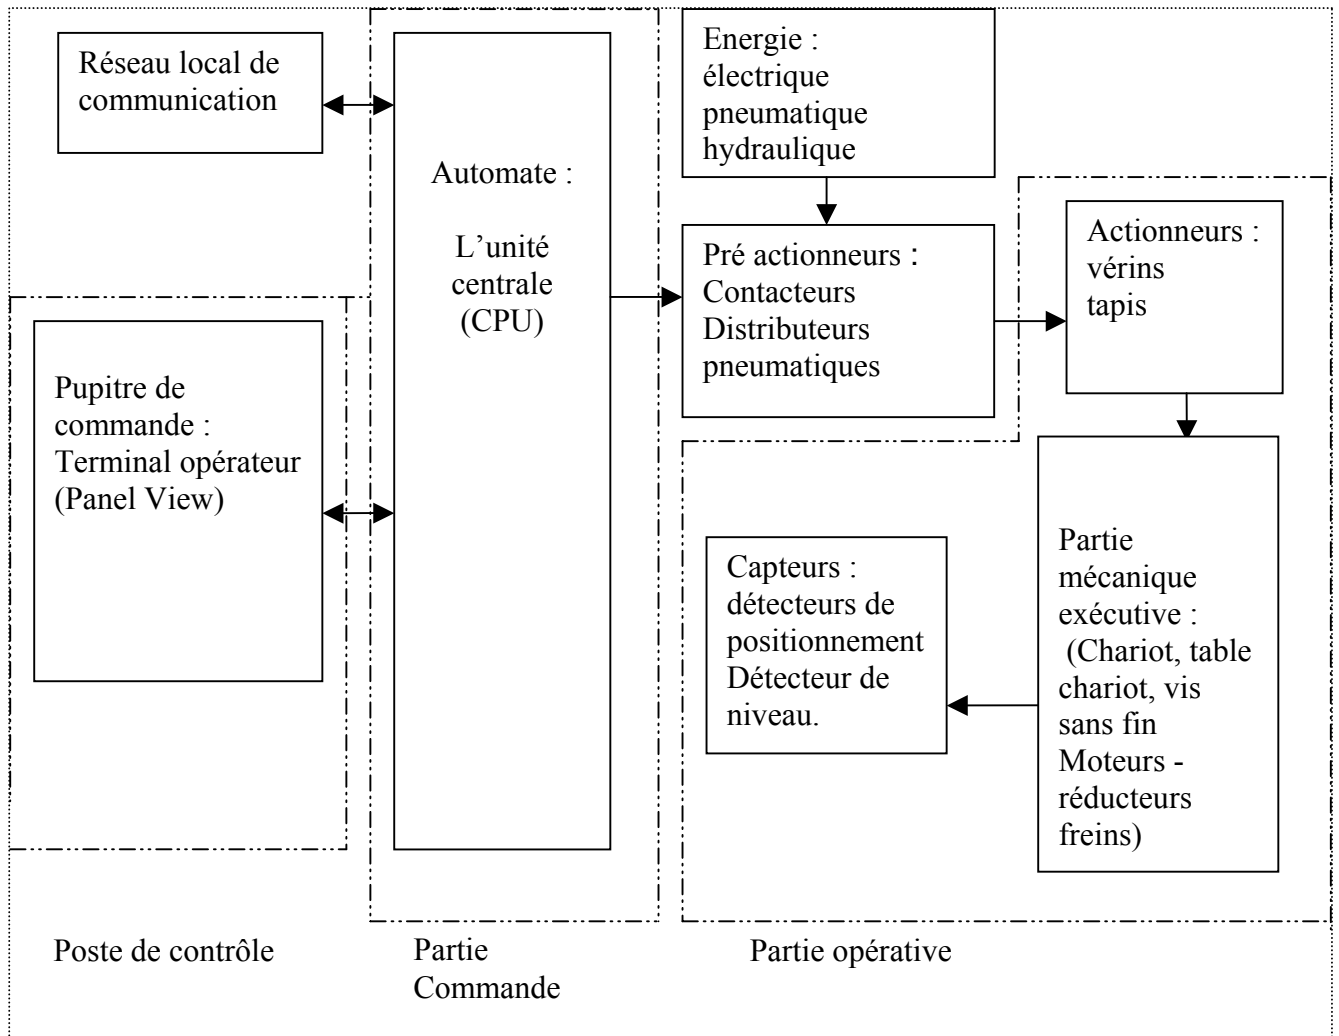 Réseau local de
communication
Automate :
L’unité
centrale
(CPU)
Energie :
électrique
pneumatique
hydraulique
Pré actionneurs :
Contacteurs
Distributeurs
pneumatiques
Actionneurs :
vérins
tapis
Pupitre de
commande :
Terminal opérateur
(Panel View)
Capteurs :
détecteurs de
positionnement
Détecteur de
niveau.
Partie
mécanique
exécutive :
(Chariot, table
chariot, vis
sans fin
Moteurs -
réducteurs
freins)
Poste de contrôle
Partie
Commande
Partie opérative